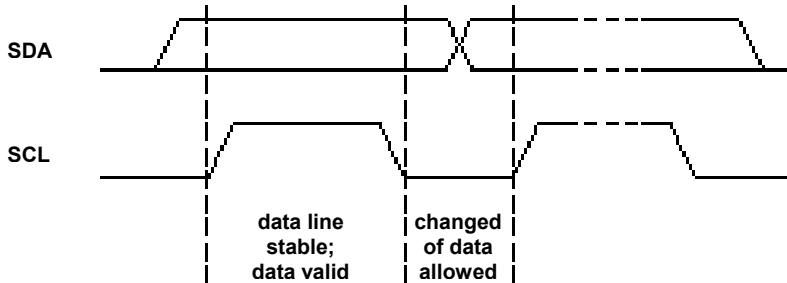 SDA
SCL
data line
stable;
data valid
changed
of data
allowed